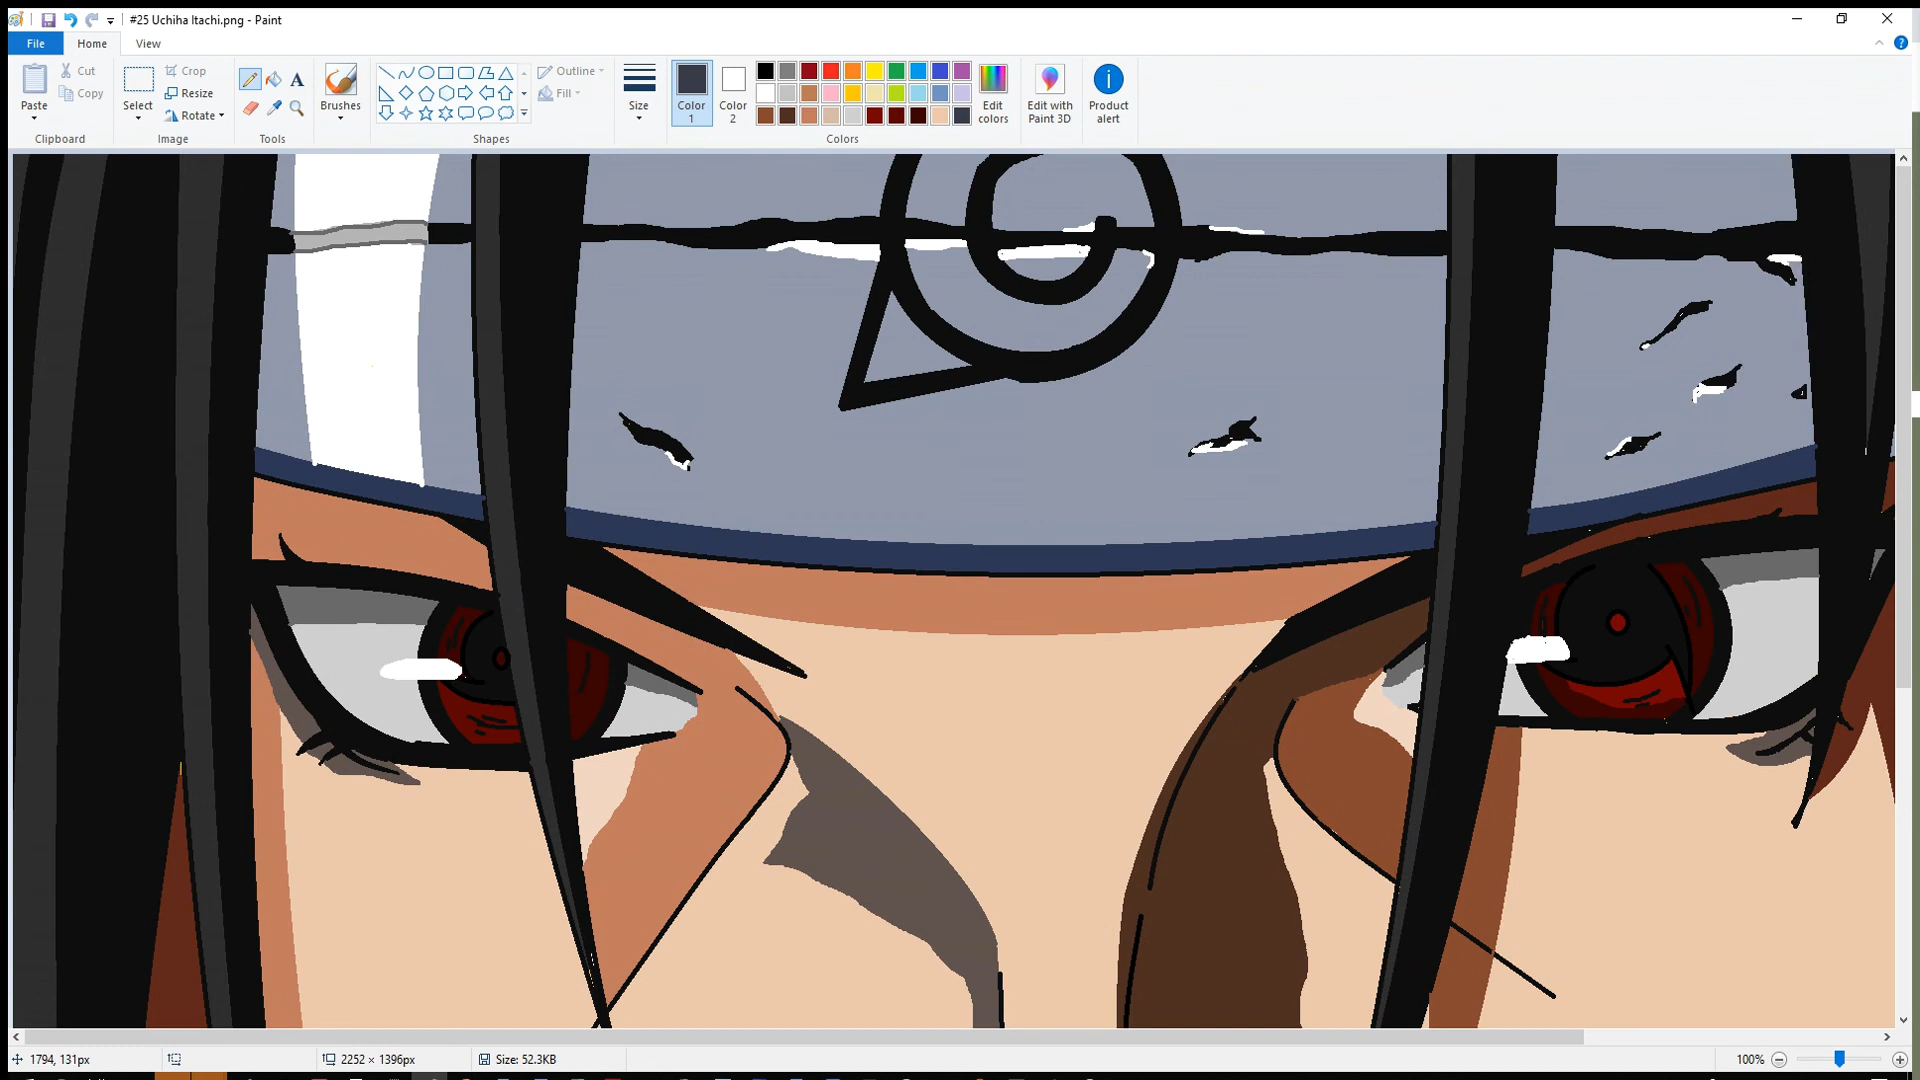 #25 Uchiha Itachi.png - Paint
File Home View
Paste
Cut
Copy
Clipboard
Select
Crop
Resize
Rotate
Image
A
Tools
Brushes
Shapes
Outline
Fill
Size
Color 1
Color 2
Edit colors
Colors
Edit with Paint 3D
Product alert
1794, 131px
2252 × 1396px
Size: 52.3KB
100%